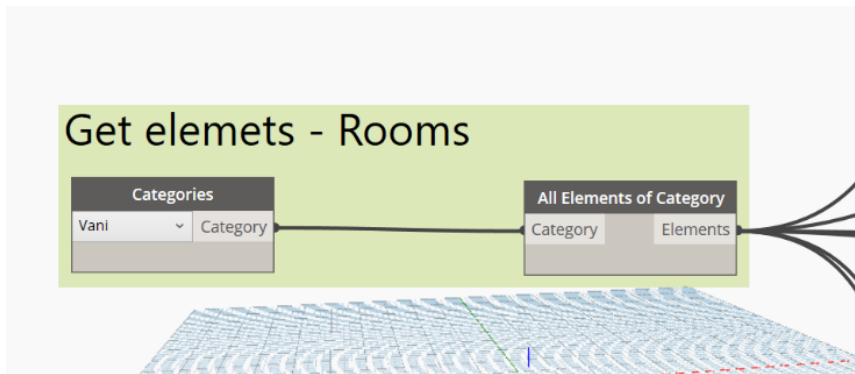 Get elemets - Rooms
Categories
Vani
Category
All Elements of Category
Category
Elements